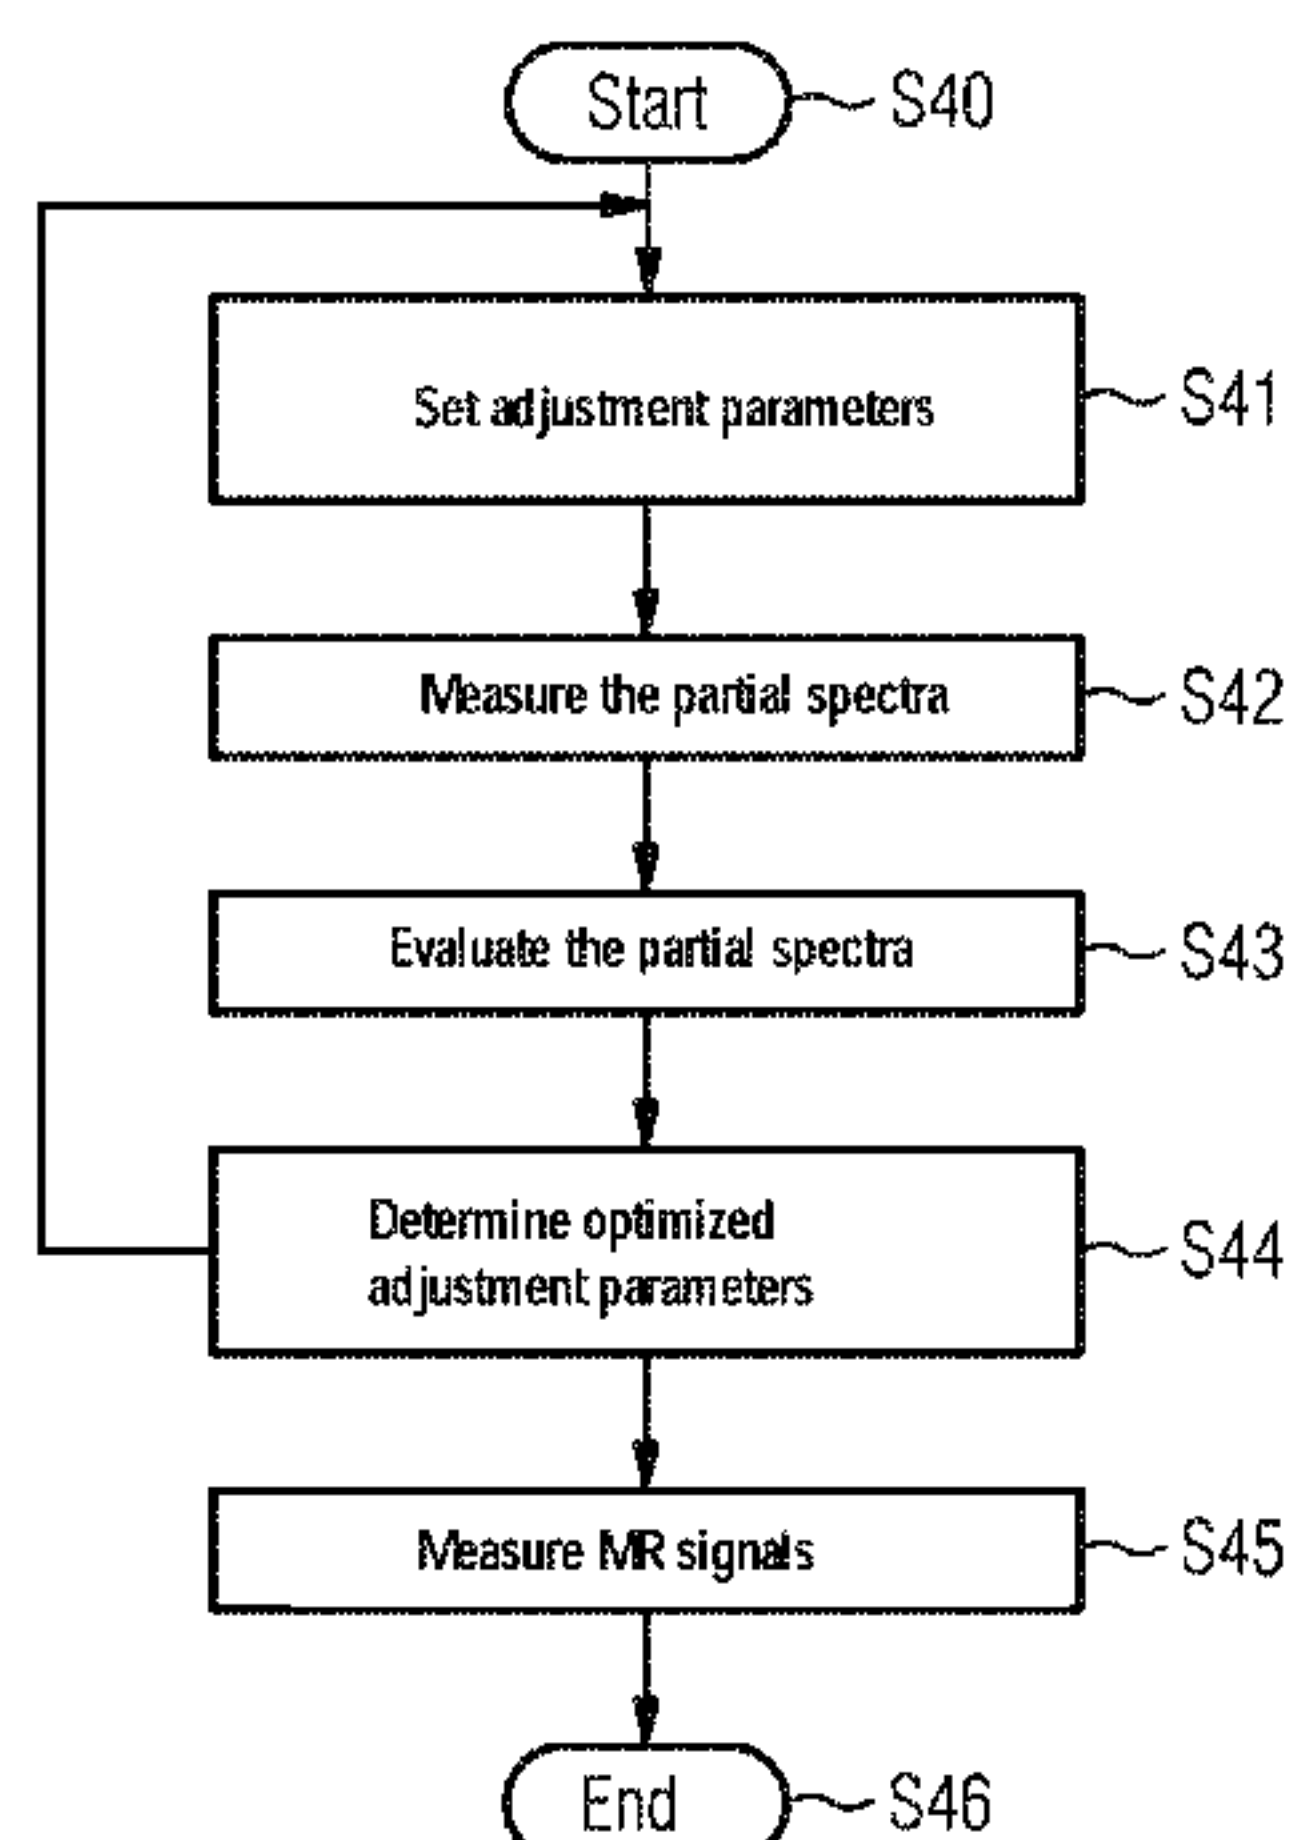 Start S40
Set adjustment parameters S41
Measure the partial spectra S42
Evaluate the partial spectra S43
Determine optimized
adjustment parameters S44
Measure MR signals S45
End S46